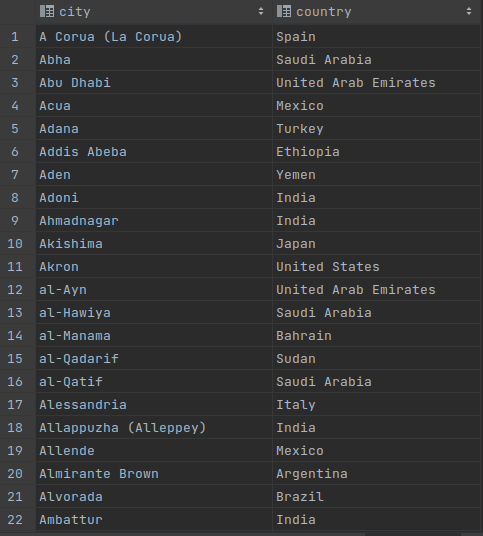 city country
1 A Corua (La Corua) Spain
2 Abha Saudi Arabia
3 Abu Dhabi United Arab Emirates
4 Acua Mexico
5 Adana Turkey
6 Addis Abeba Ethiopia
7 Aden Yemen
8 Adoni India
9 Ahmadnagar India
10 Akishima Japan
11 Akron United States
12 al-Ayn United Arab Emirates
13 al-Hawiya Saudi Arabia
14 al-Manama Bahrain
15 al-Qadarif Sudan
16 al-Qatif Saudi Arabia
17 Alessandria Italy
18 Allappuzha (Alleppey) India
19 Allende Mexico
20 Almirante Brown Argentina
21 Alvorada Brazil
22 Ambattur India